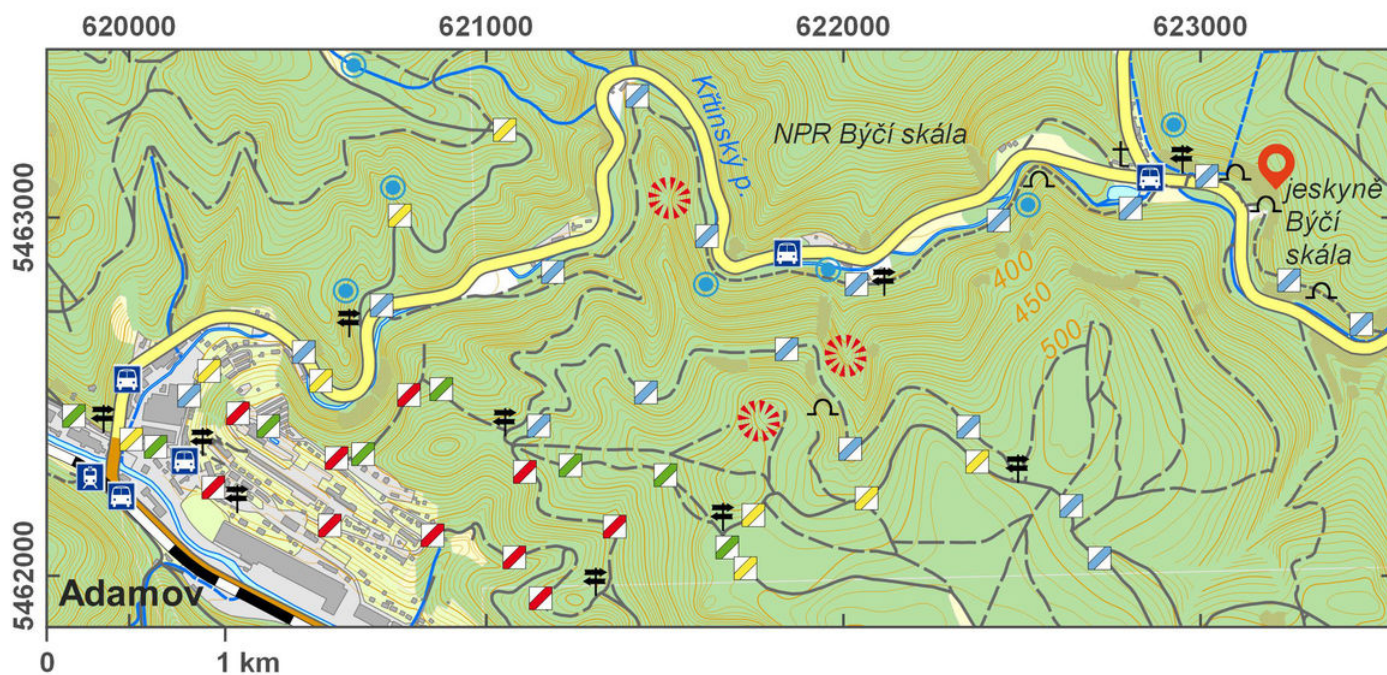 620000 621000 622000 623000
Křtinský p.
NPR Býčí skála
5463000
jeskyně
Býčí
skála
400
450
500
5462000
Adamov
0 1 km